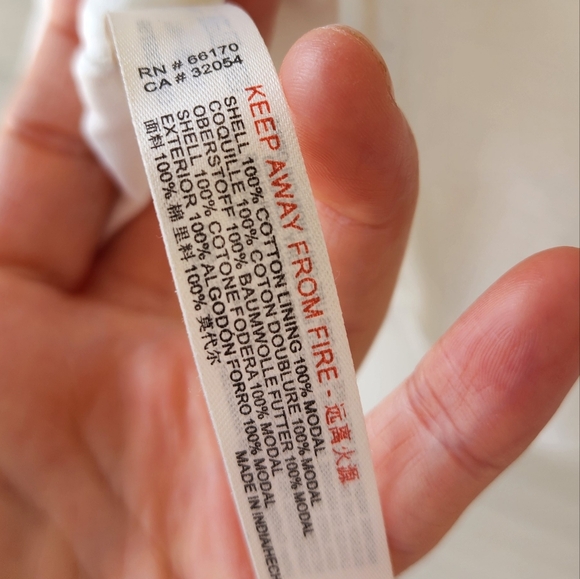 RN # 66170
CA # 32054
KEEP AWAY FROM FIRE - 远离火源
SHELL 100% COTTON LINING 100% MODAL
COQUILLE 100% COTON DOUBLURE 100% MODAL
OBERSTOFF 100% BAUMWOLLE FUTTER 100% MODAL
SHELL 100% COTONE FODERA 100% MODAL
EXTERIOR 100% ALGODÓN FORRO 100% MODAL
面料 100% 棉 里料 100% 莫代尔
MADE IN INDIA/HECH